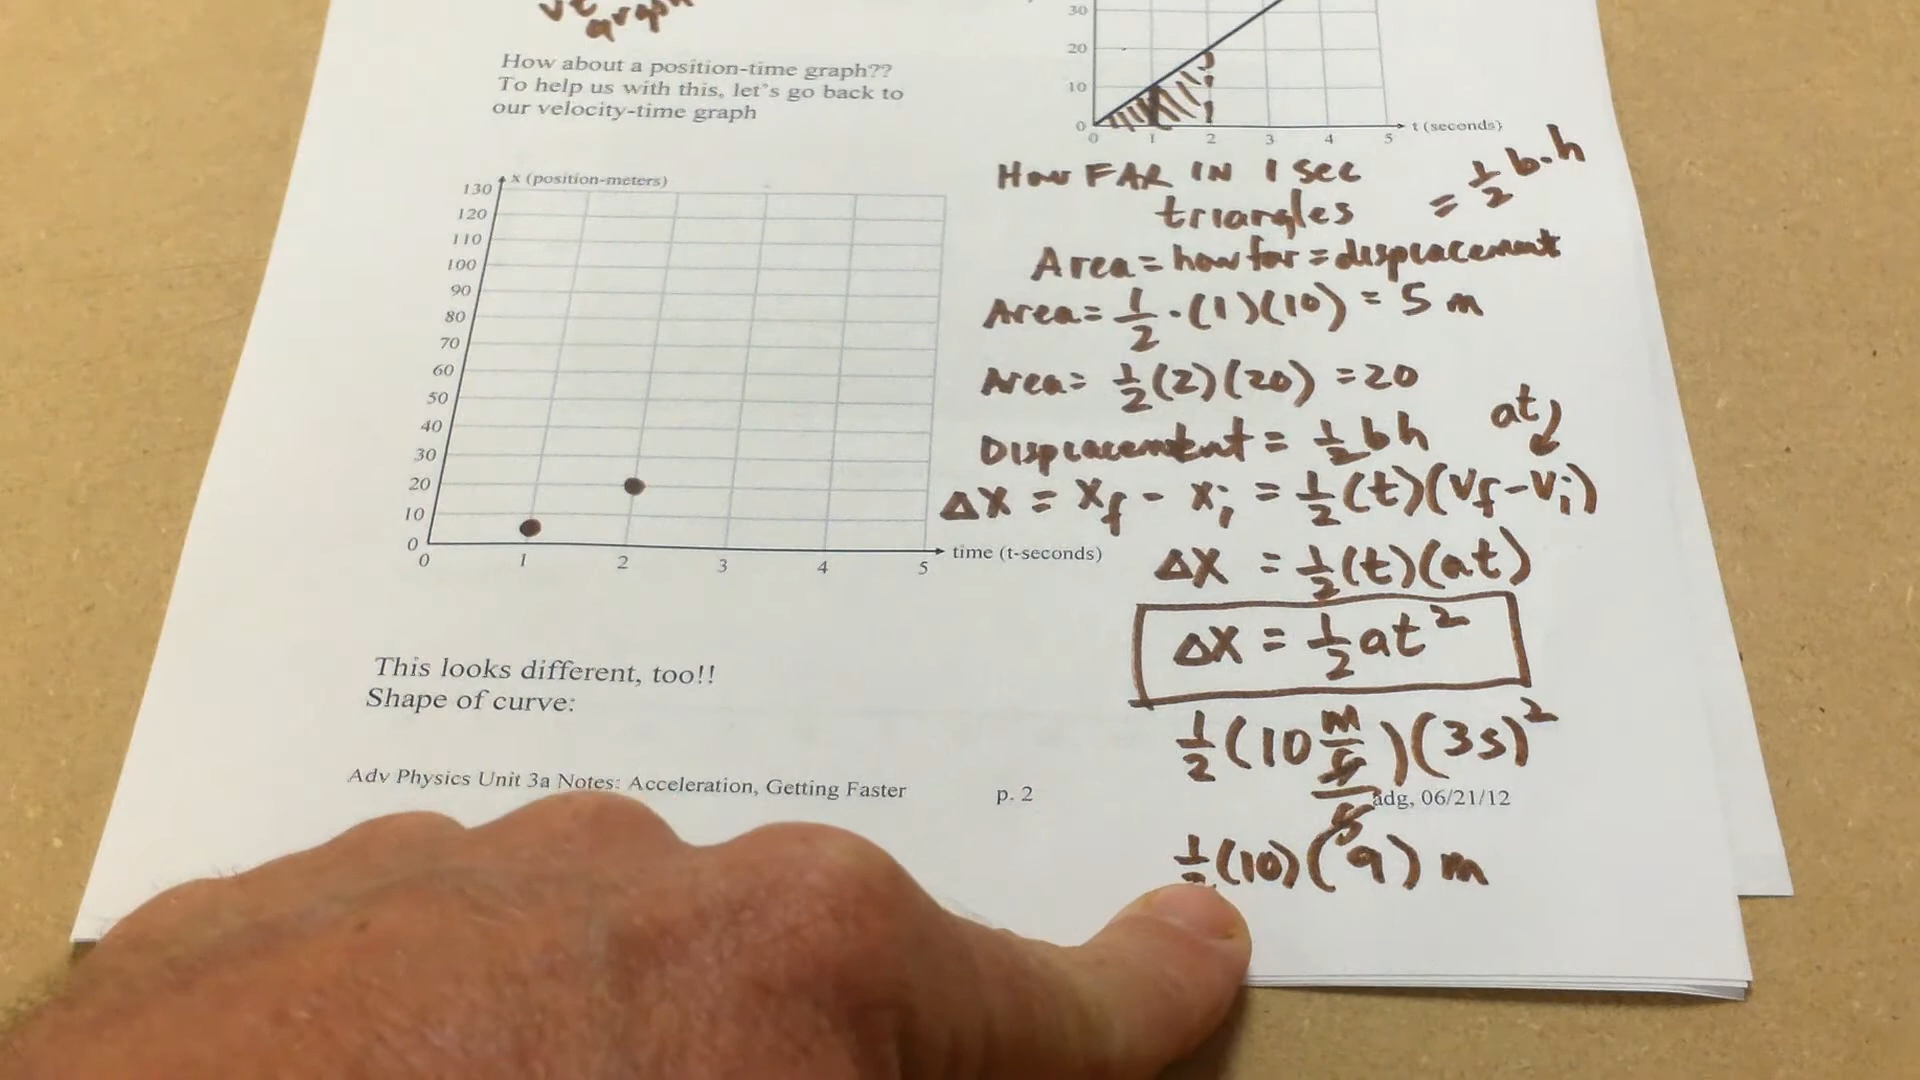 vt graph
How about a position-time graph??
To help us with this, let's go back to
our velocity-time graph
30
20
10
0
0 1 2 3 4 5
t (seconds)
How FAR IN 1 sec
triangles
= 1/2 b·h
Area = how far = displacement
Area = 1/2 · (1)(10) = 5 m
Area = 1/2 (2)(20) = 20
Displacement = 1/2 bh
at
Δx = xf - xi = 1/2 (t)(vf-vi)
Δx = 1/2 (t)(at)
Δx = 1/2 at²
1/2 (10 m/s/s)(3s)²
1/2 (10)(9) m
x (position-meters)
130
120
110
100
90
80
70
60
50
40
30
20
10
0
0 1 2 3 4 5
time (t-seconds)
This looks different, too!!
Shape of curve:
Adv Physics Unit 3a Notes: Acceleration, Getting Faster p. 2 adg, 06/21/12